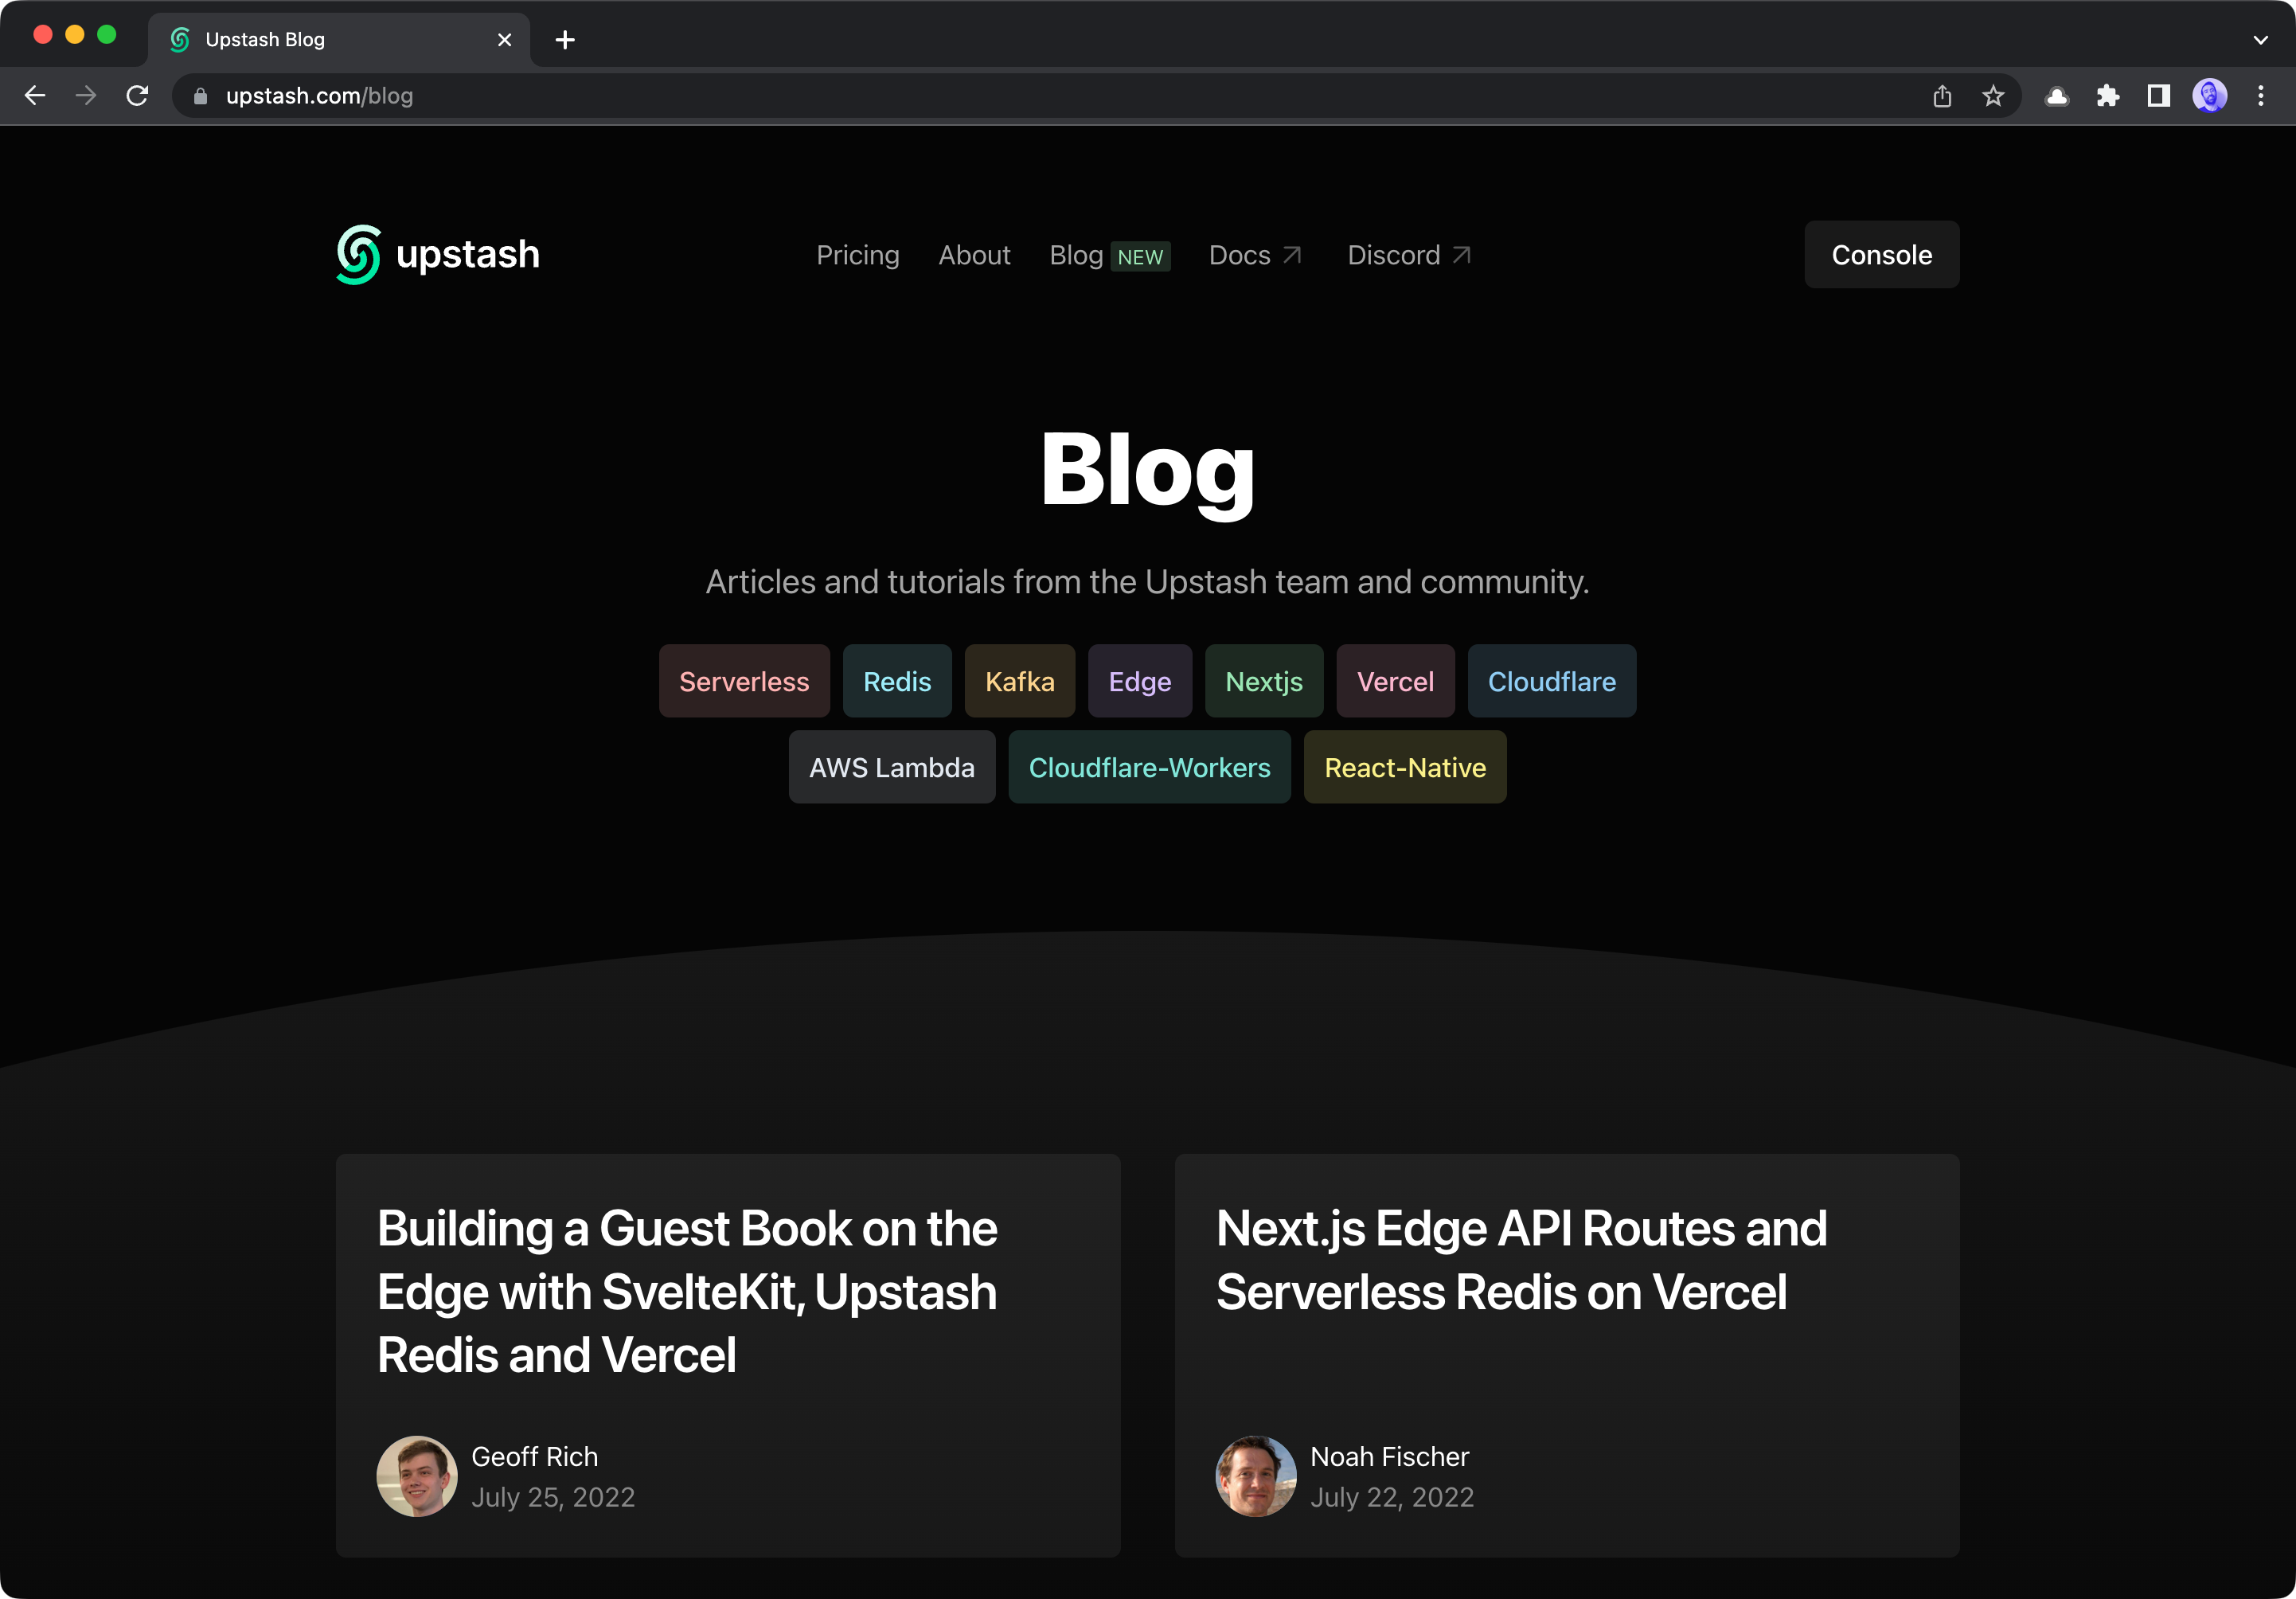 Upstash Blog
upstash.com/blog
upstash
Pricing About Blog NEW Docs Discord
Console
Blog
Articles and tutorials from the Upstash team and community.
Serverless Redis Kafka Edge Nextjs Vercel Cloudflare
AWS Lambda Cloudflare-Workers React-Native
Building a Guest Book on the
Edge with SvelteKit, Upstash
Redis and Vercel
Geoff Rich
July 25, 2022
Next.js Edge API Routes and
Serverless Redis on Vercel
Noah Fischer
July 22, 2022